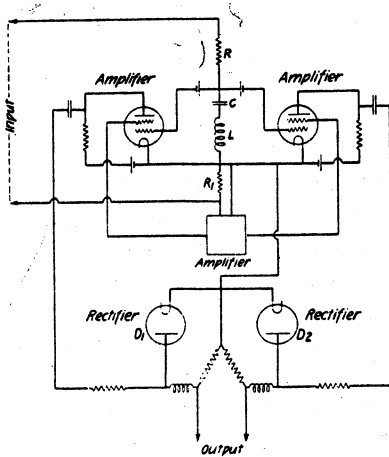 R
Amplifier
Amplifier
C
Input
L
R1
Amplifier
Rectifier
Rectifier
D1
D2
Output